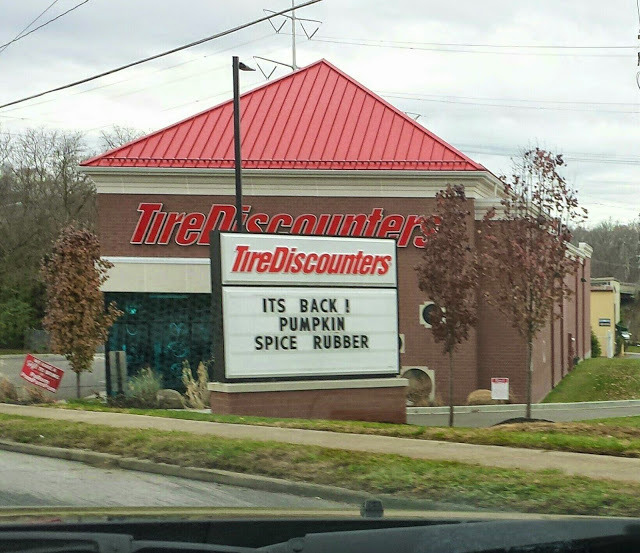 TireDiscounters
TireDiscounters
ITS BACK!
PUMPKIN
SPICE RUBBER